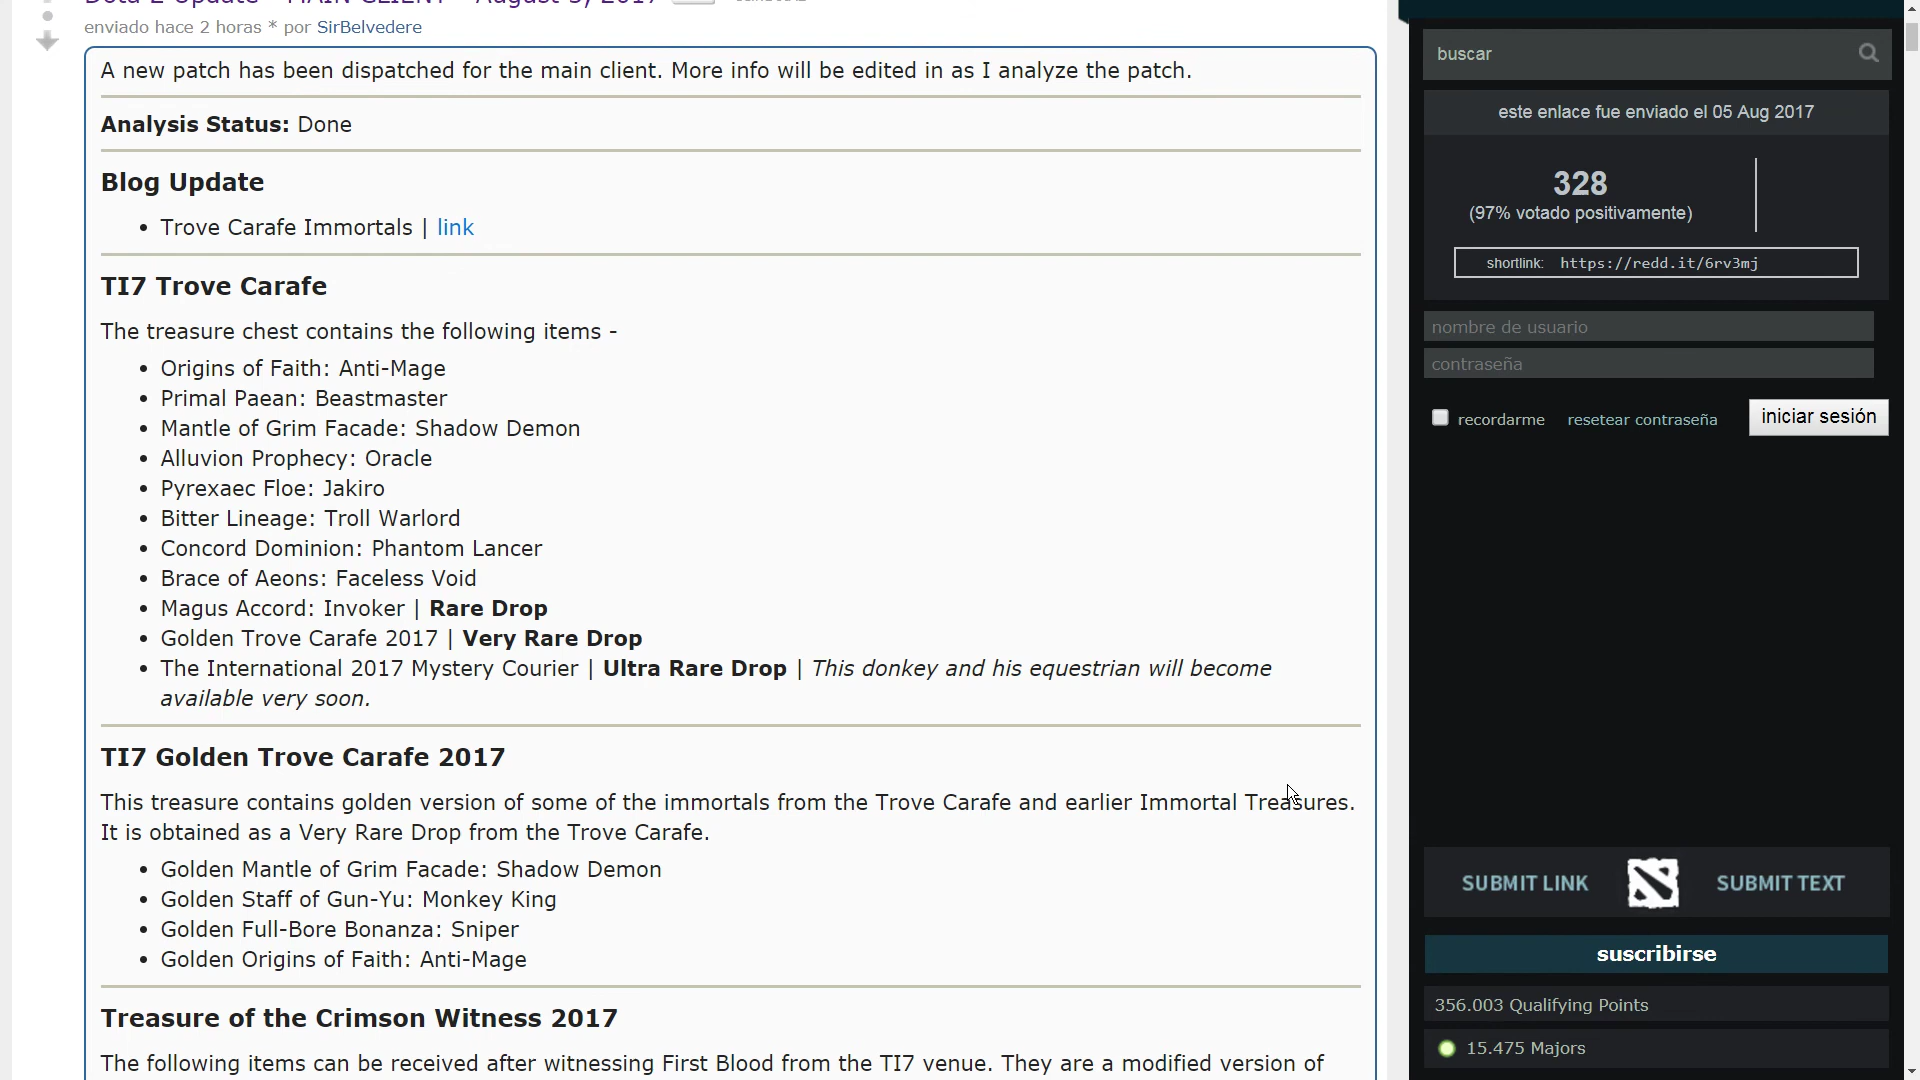 Dota 2 Update - MAIN CLIENT - August 5, 2017
enviado hace 2 horas * por SirBelvedere
A new patch has been dispatched for the main client. More info will be edited in as I analyze the patch.
Analysis Status: Done
Blog Update
• Trove Carafe Immortals | link
TI7 Trove Carafe
The treasure chest contains the following items -
• Origins of Faith: Anti-Mage
• Primal Paean: Beastmaster
• Mantle of Grim Facade: Shadow Demon
• Alluvion Prophecy: Oracle
• Pyrexaec Floe: Jakiro
• Bitter Lineage: Troll Warlord
• Concord Dominion: Phantom Lancer
• Brace of Aeons: Faceless Void
• Magus Accord: Invoker | Rare Drop
• Golden Trove Carafe 2017 | Very Rare Drop
• The International 2017 Mystery Courier | Ultra Rare Drop | This donkey and his equestrian will become
available very soon.
TI7 Golden Trove Carafe 2017
This treasure contains golden version of some of the immortals from the Trove Carafe and earlier Immortal Treasures.
It is obtained as a Very Rare Drop from the Trove Carafe.
• Golden Mantle of Grim Facade: Shadow Demon
• Golden Staff of Gun-Yu: Monkey King
• Golden Full-Bore Bonanza: Sniper
• Golden Origins of Faith: Anti-Mage
Treasure of the Crimson Witness 2017
The following items can be received after witnessing First Blood from the TI7 venue. They are a modified version of
buscar
este enlace fue enviado el 05 Aug 2017
328
(97% votado positivamente)
shortlink: https://redd.it/6rv3mj
nombre de usuario
contraseña
recordarme resetear contraseña iniciar sesión
SUBMIT LINK SUBMIT TEXT
suscribirse
356.003 Qualifying Points
15.475 Majors